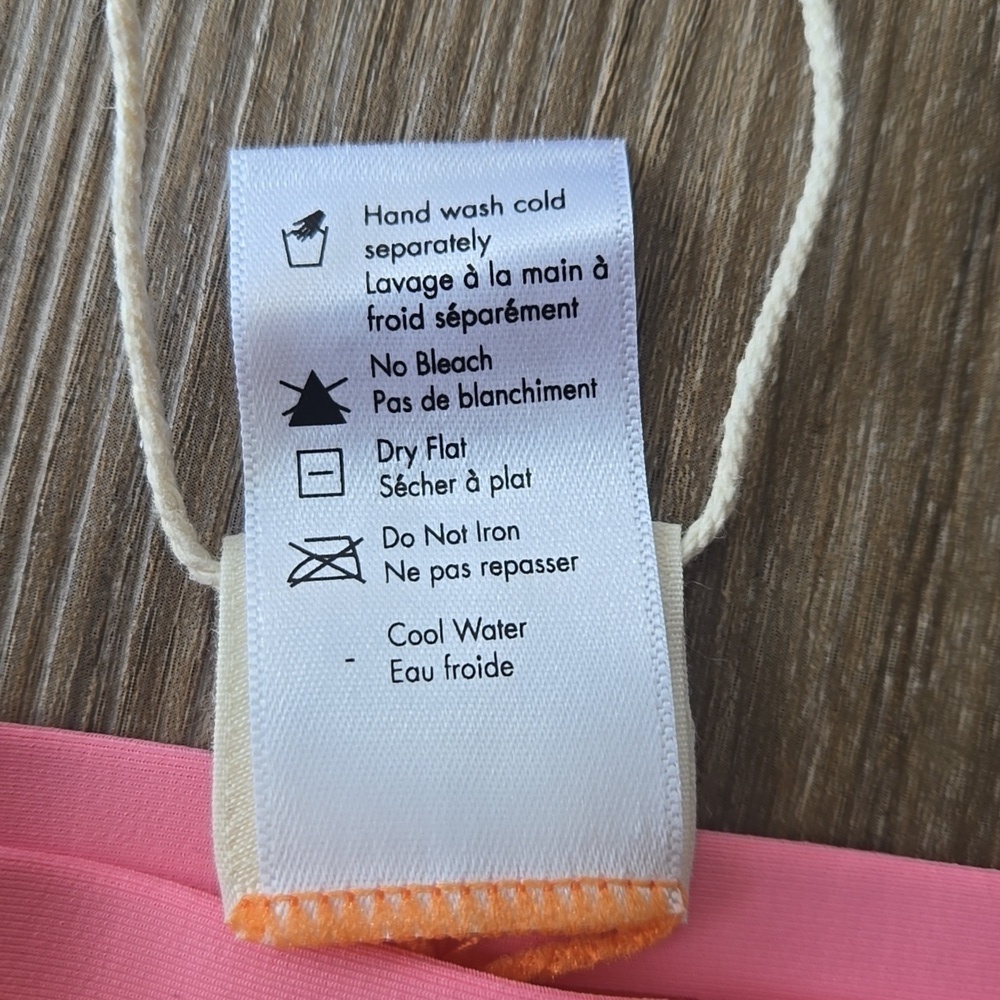 Hand wash cold
separately
Lavage à la main à
froid séparément
No Bleach
Pas de blanchiment
Dry Flat
Sécher à plat
Do Not Iron
Ne pas repasser
Cool Water
- Eau froide